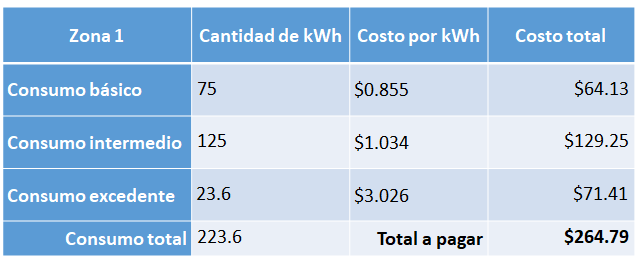 Zona 1 Cantidad de kWh Costo por kWh Costo total
Consumo básico 75 $0.855 $64.13
Consumo intermedio 125 $1.034 $129.25
Consumo excedente 23.6 $3.026 $71.41
Consumo total 223.6 Total a pagar $264.79